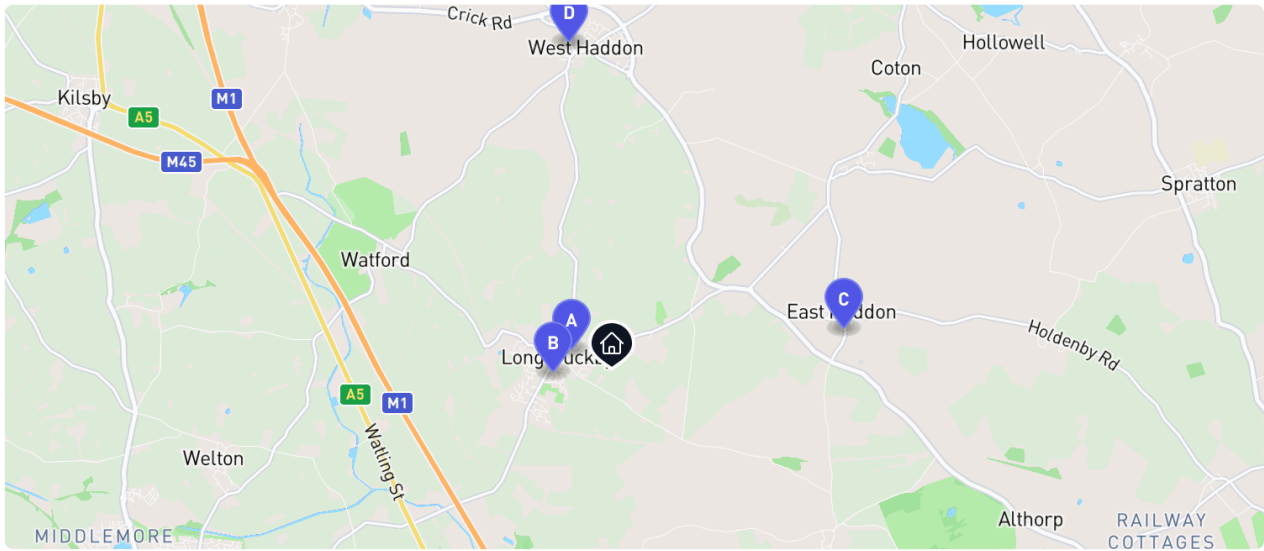 D
Crick Rd
West Haddon
Hollowell
Coton
Kilsby
M1
A5
M45
Spratton
Watford
C
East
A
B
Holdenby Rd
Long
A5
M1
Watling St
Welton
Althorp
MIDDLEMORE
RAILWAY
COTTAGES